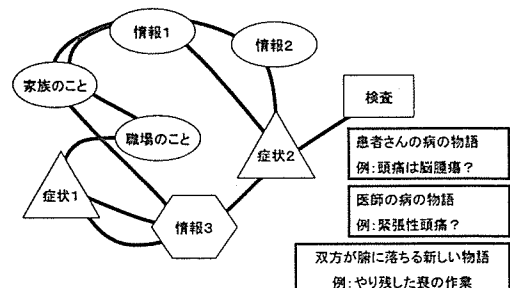 情報1
情報2
家族のこと
検査
職場のこと
症状2
症状1
情報3
患者さんの病の物語
例:頭痛は脳腫瘍?
医師の病の物語
例:緊張性頭痛?
双方が腑に落ちる新しい物語
例:やり残した喪の作業